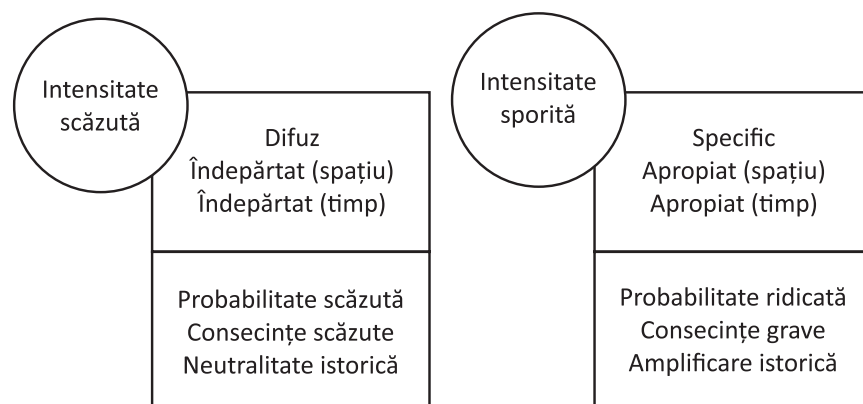 Intensitate
scăzută
Difuz
Îndepărtat (spațiu)
Îndepărtat (timp)
Probabilitate scăzută
Consecințe scăzute
Neutralitate istorică
Intensitate
sporită
Specific
Apropiat (spațiu)
Apropiat (timp)
Probabilitate ridicată
Consecințe grave
Amplificare istorică